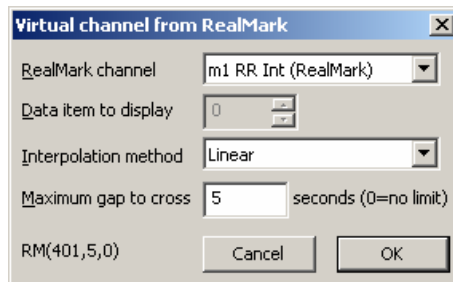 Virtual channel from RealMark
RealMark channel m1 RR Int (RealMark)
Data item to display 0
Interpolation method Linear
Maximum gap to cross 5 seconds (0=no limit)
RM(401,5,0) Cancel OK